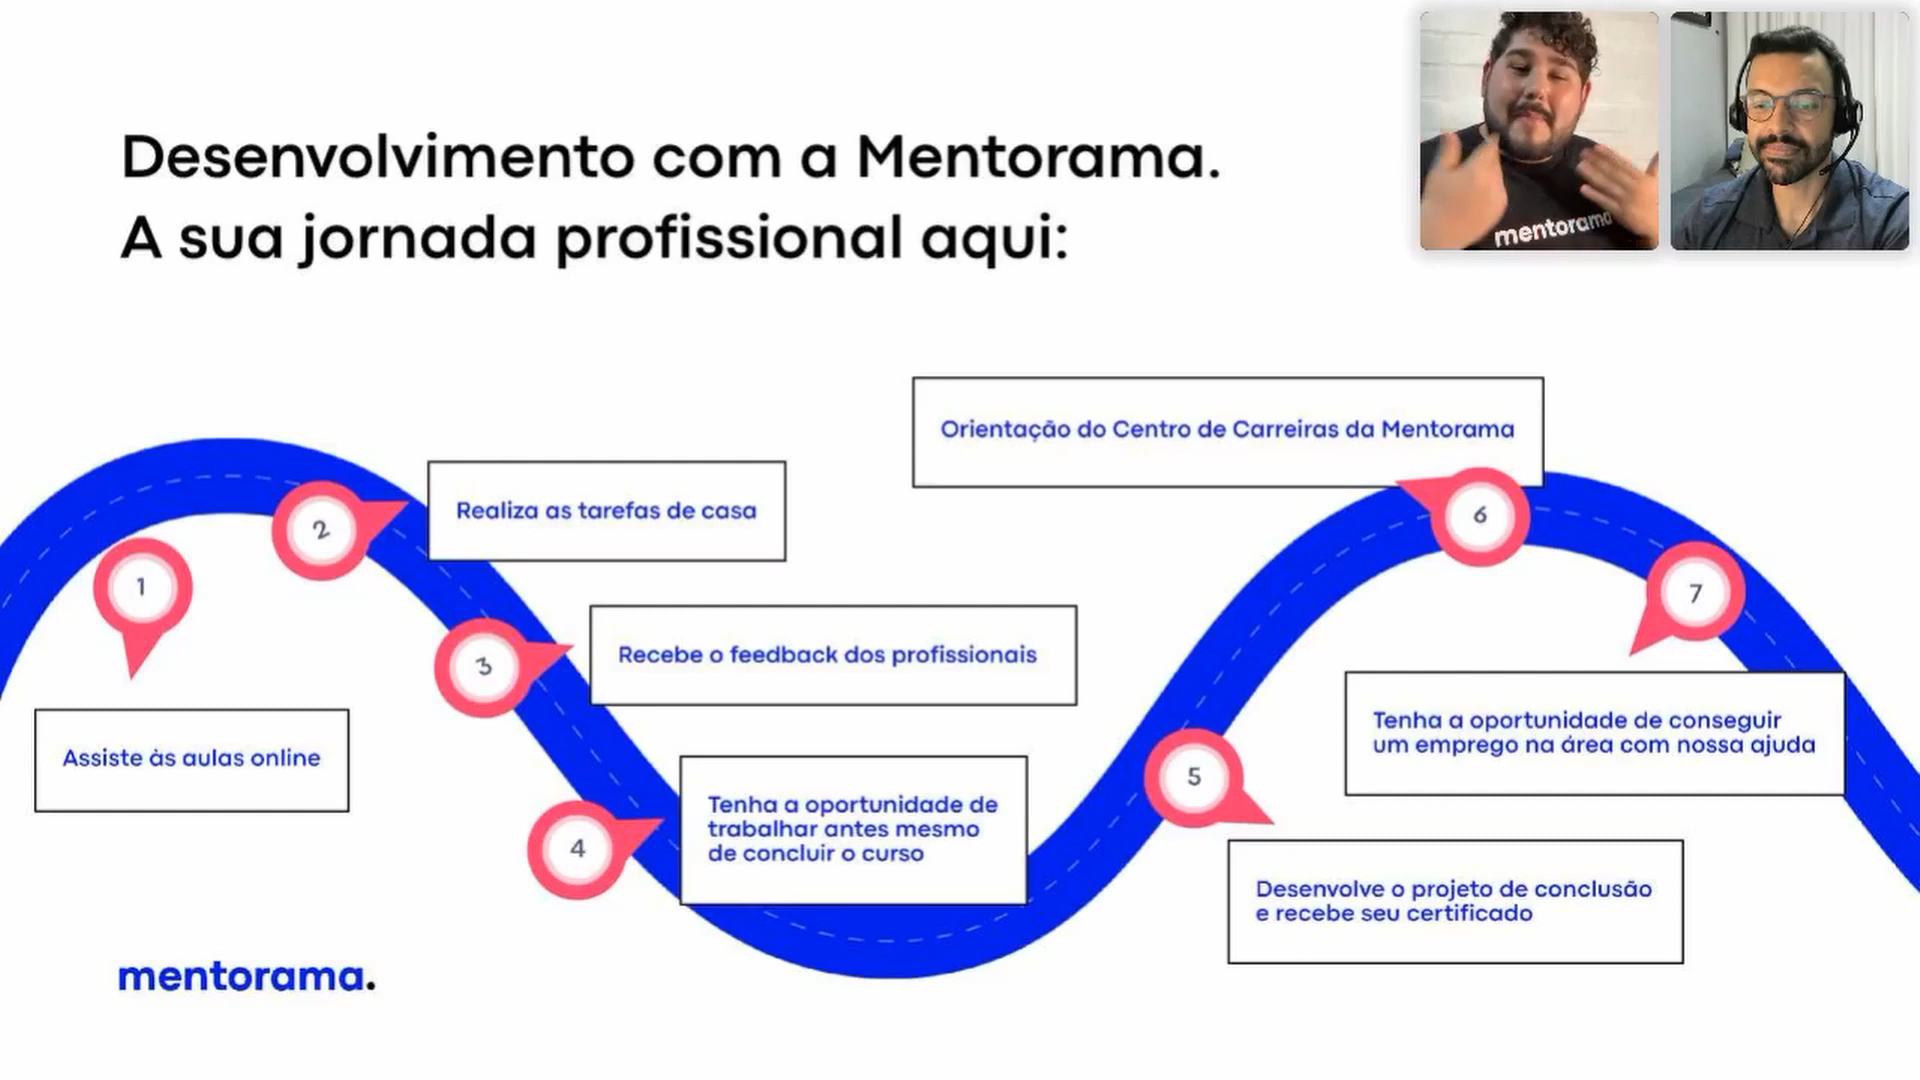 Desenvolvimento com a Mentorama.
A sua jornada profissional aqui:
mentorama
1
Assiste às aulas online
2
Realiza as tarefas de casa
3
Recebe o feedback dos profissionais
4
Tenha a oportunidade de
trabalhar antes mesmo
de concluir o curso
5
Desenvolve o projeto de conclusão
e recebe seu certificado
6
Orientação do Centro de Carreiras da Mentorama
7
Tenha a oportunidade de conseguir
um emprego na área com nossa ajuda
mentorama.